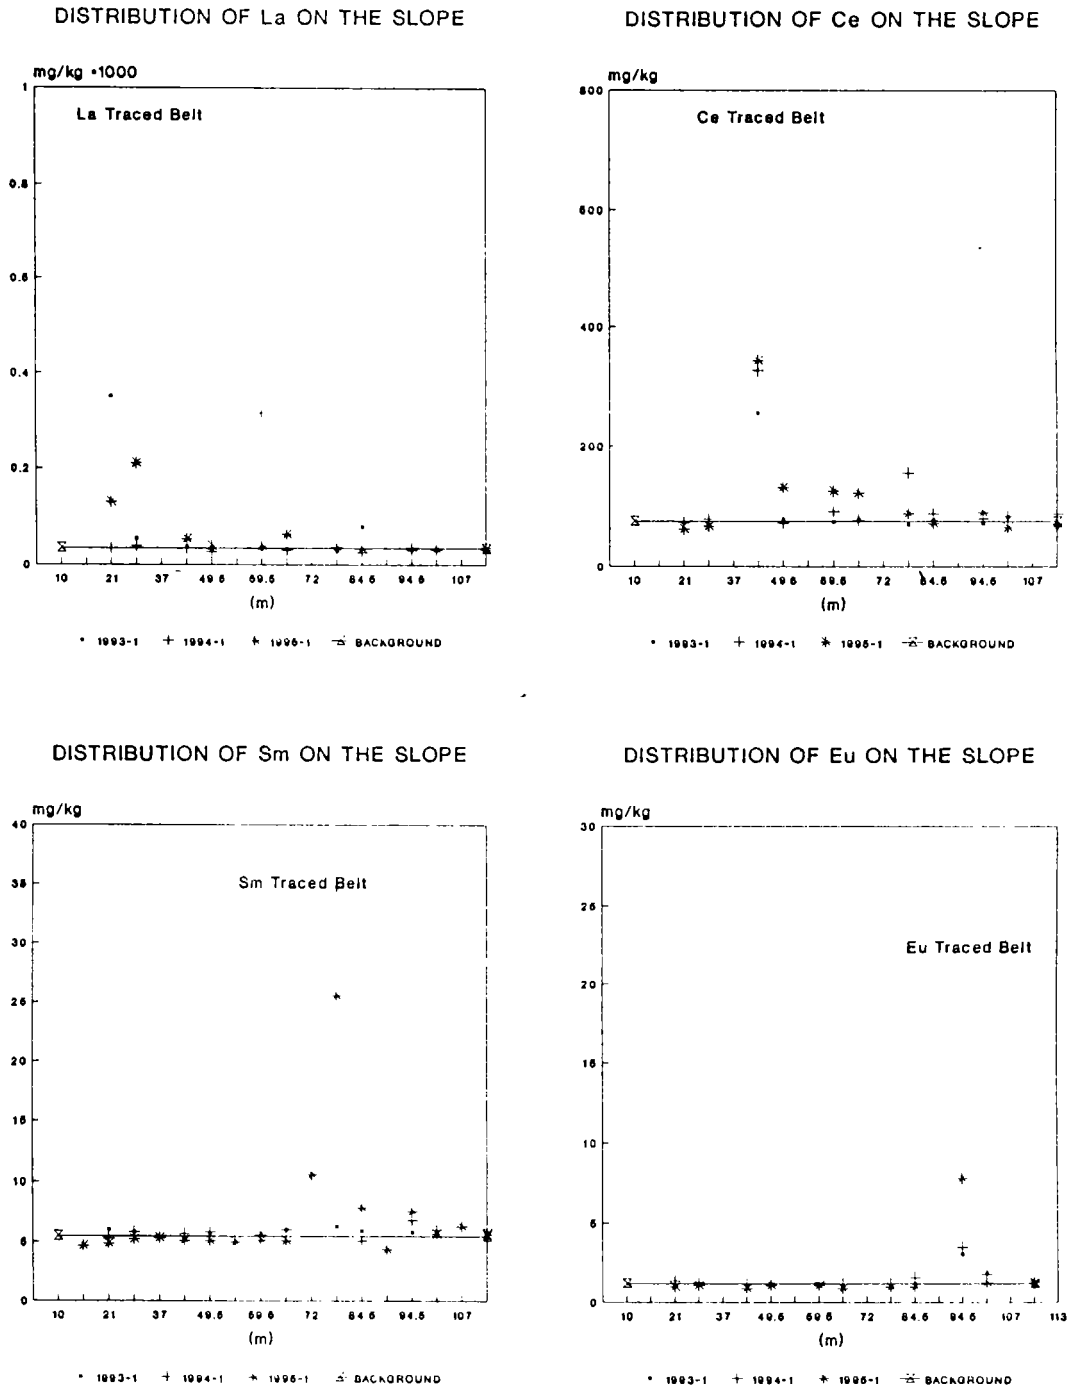 DISTRIBUTION OF La ON THE SLOPE
mg/kg •1000
La Traced Belt
1
0.8
0.6
0.4
0.2
0
10 21 37 49.5 59.5 72 84.5 94.5 107
(m)
• 1993-1 + 1994-1 * 1995-1 BACKGROUND
DISTRIBUTION OF Ce ON THE SLOPE
mg/kg
Ce Traced Belt
800
600
400
200
0
10 21 37 49.5 59.5 72 84.5 94.5 107
(m)
• 1993-1 + 1994-1 * 1995-1 BACKGROUND
DISTRIBUTION OF Sm ON THE SLOPE
mg/kg
Sm Traced Belt
40
35
30
25
20
15
10
5
0
10 21 37 49.5 59.5 72 84.5 94.5 107
(m)
• 1993-1 + 1994-1 * 1995-1 BACKGROUND
DISTRIBUTION OF Eu ON THE SLOPE
mg/kg
Eu Traced Belt
30
25
20
15
10
5
0
10 21 37 49.5 59.5 72 84.5 94.5 107 113
(m)
• 1993-1 + 1994-1 * 1995-1 BACKGROUND